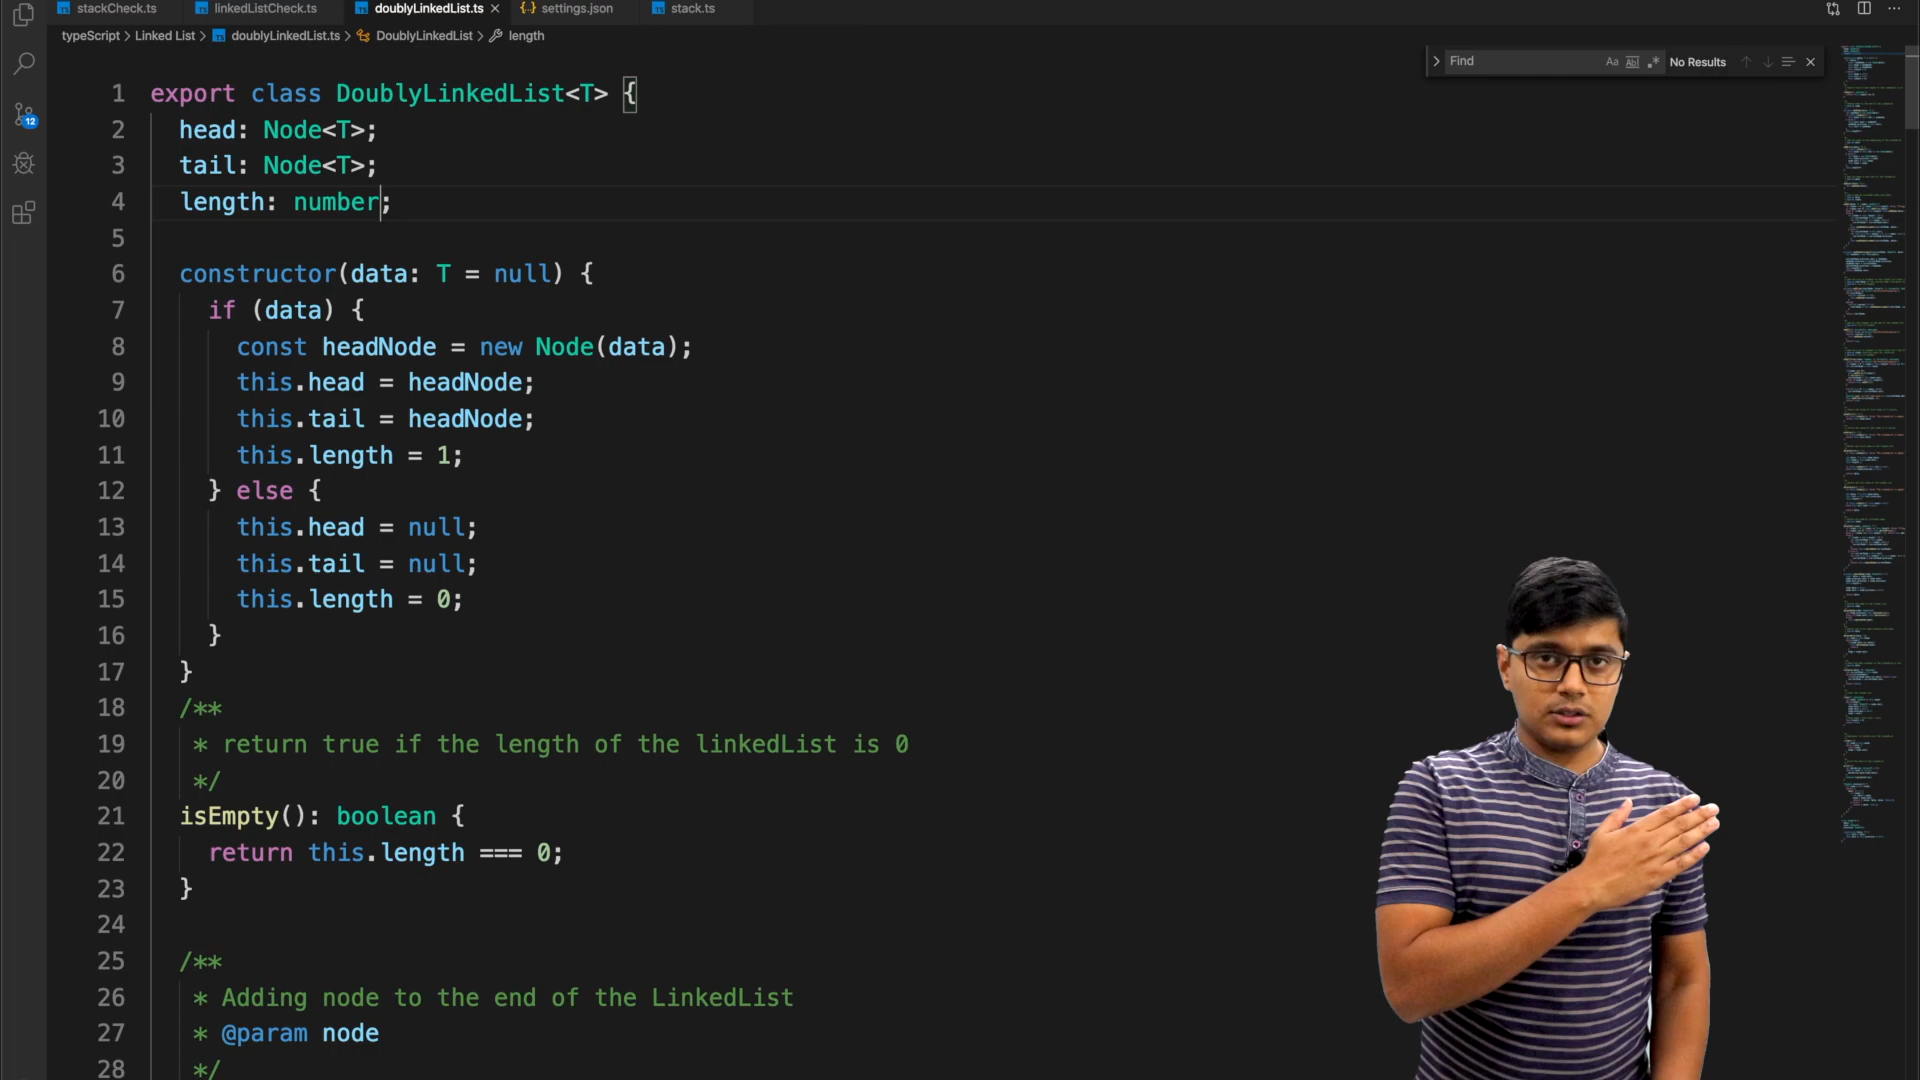 stackCheck.ts linkedListCheck.ts doublyLinkedList.ts settings.json stack.ts
typeScript > Linked List > doublyLinkedList.ts > DoublyLinkedList > length
Find Aa Abl No Results
12
1 export class DoublyLinkedList<T> {
2 head: Node<T>;
3 tail: Node<T>;
4 length: number;
5
6 constructor(data: T = null) {
7 if (data) {
8 const headNode = new Node(data);
9 this.head = headNode;
10 this.tail = headNode;
11 this.length = 1;
12 } else {
13 this.head = null;
14 this.tail = null;
15 this.length = 0;
16 }
17 }
18 /**
19 * return true if the length of the linkedList is 0
20 */
21 isEmpty(): boolean {
22 return this.length === 0;
23 }
24
25 /**
26 * Adding node to the end of the LinkedList
27 * @param node
28 */